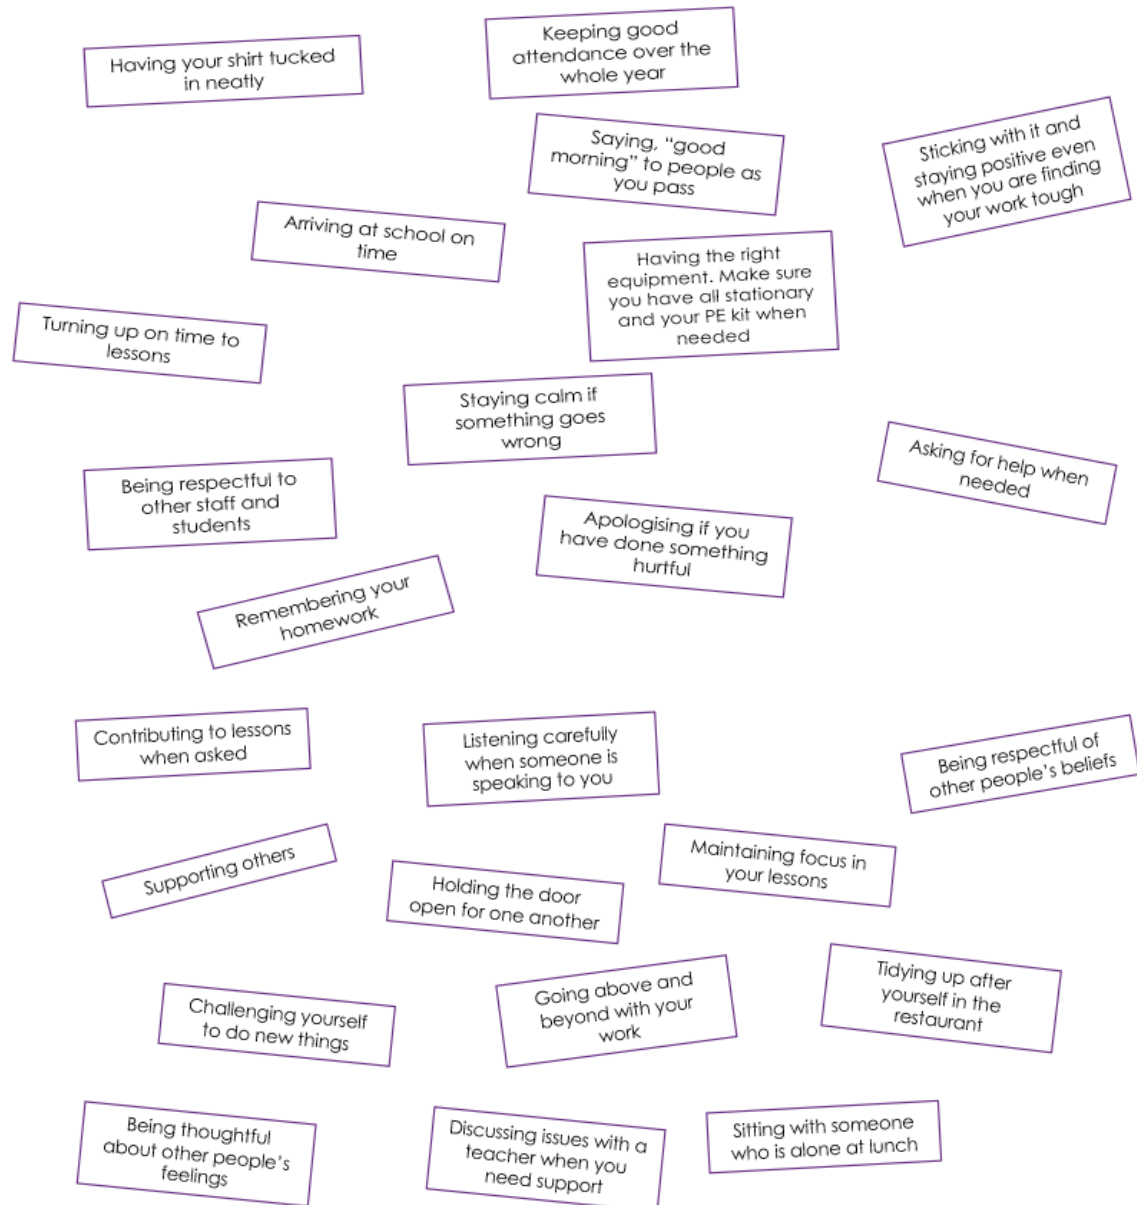 Having your shirt tucked
in neatly
Keeping good
attendance over the
whole year
Saying, “good
morning” to people as
you pass
Sticking with it and
staying positive even
when you are finding
your work tough
Arriving at school on
time
Having the right
equipment. Make sure
you have all stationary
and your PE kit when
needed
Turning up on time to
lessons
Staying calm if
something goes
wrong
Asking for help when
needed
Being respectful to
other staff and
students
Apologising if you
have done something
hurtful
Remembering your
homework
Contributing to lessons
when asked
Listening carefully
when someone is
speaking to you
Being respectful of
other people’s beliefs
Supporting others
Maintaining focus in
your lessons
Holding the door
open for one another
Challenging yourself
to do new things
Going above and
beyond with your
work
Tidying up after
yourself in the
restaurant
Being thoughtful
about other people’s
feelings
Discussing issues with a
teacher when you
need support
Sitting with someone
who is alone at lunch